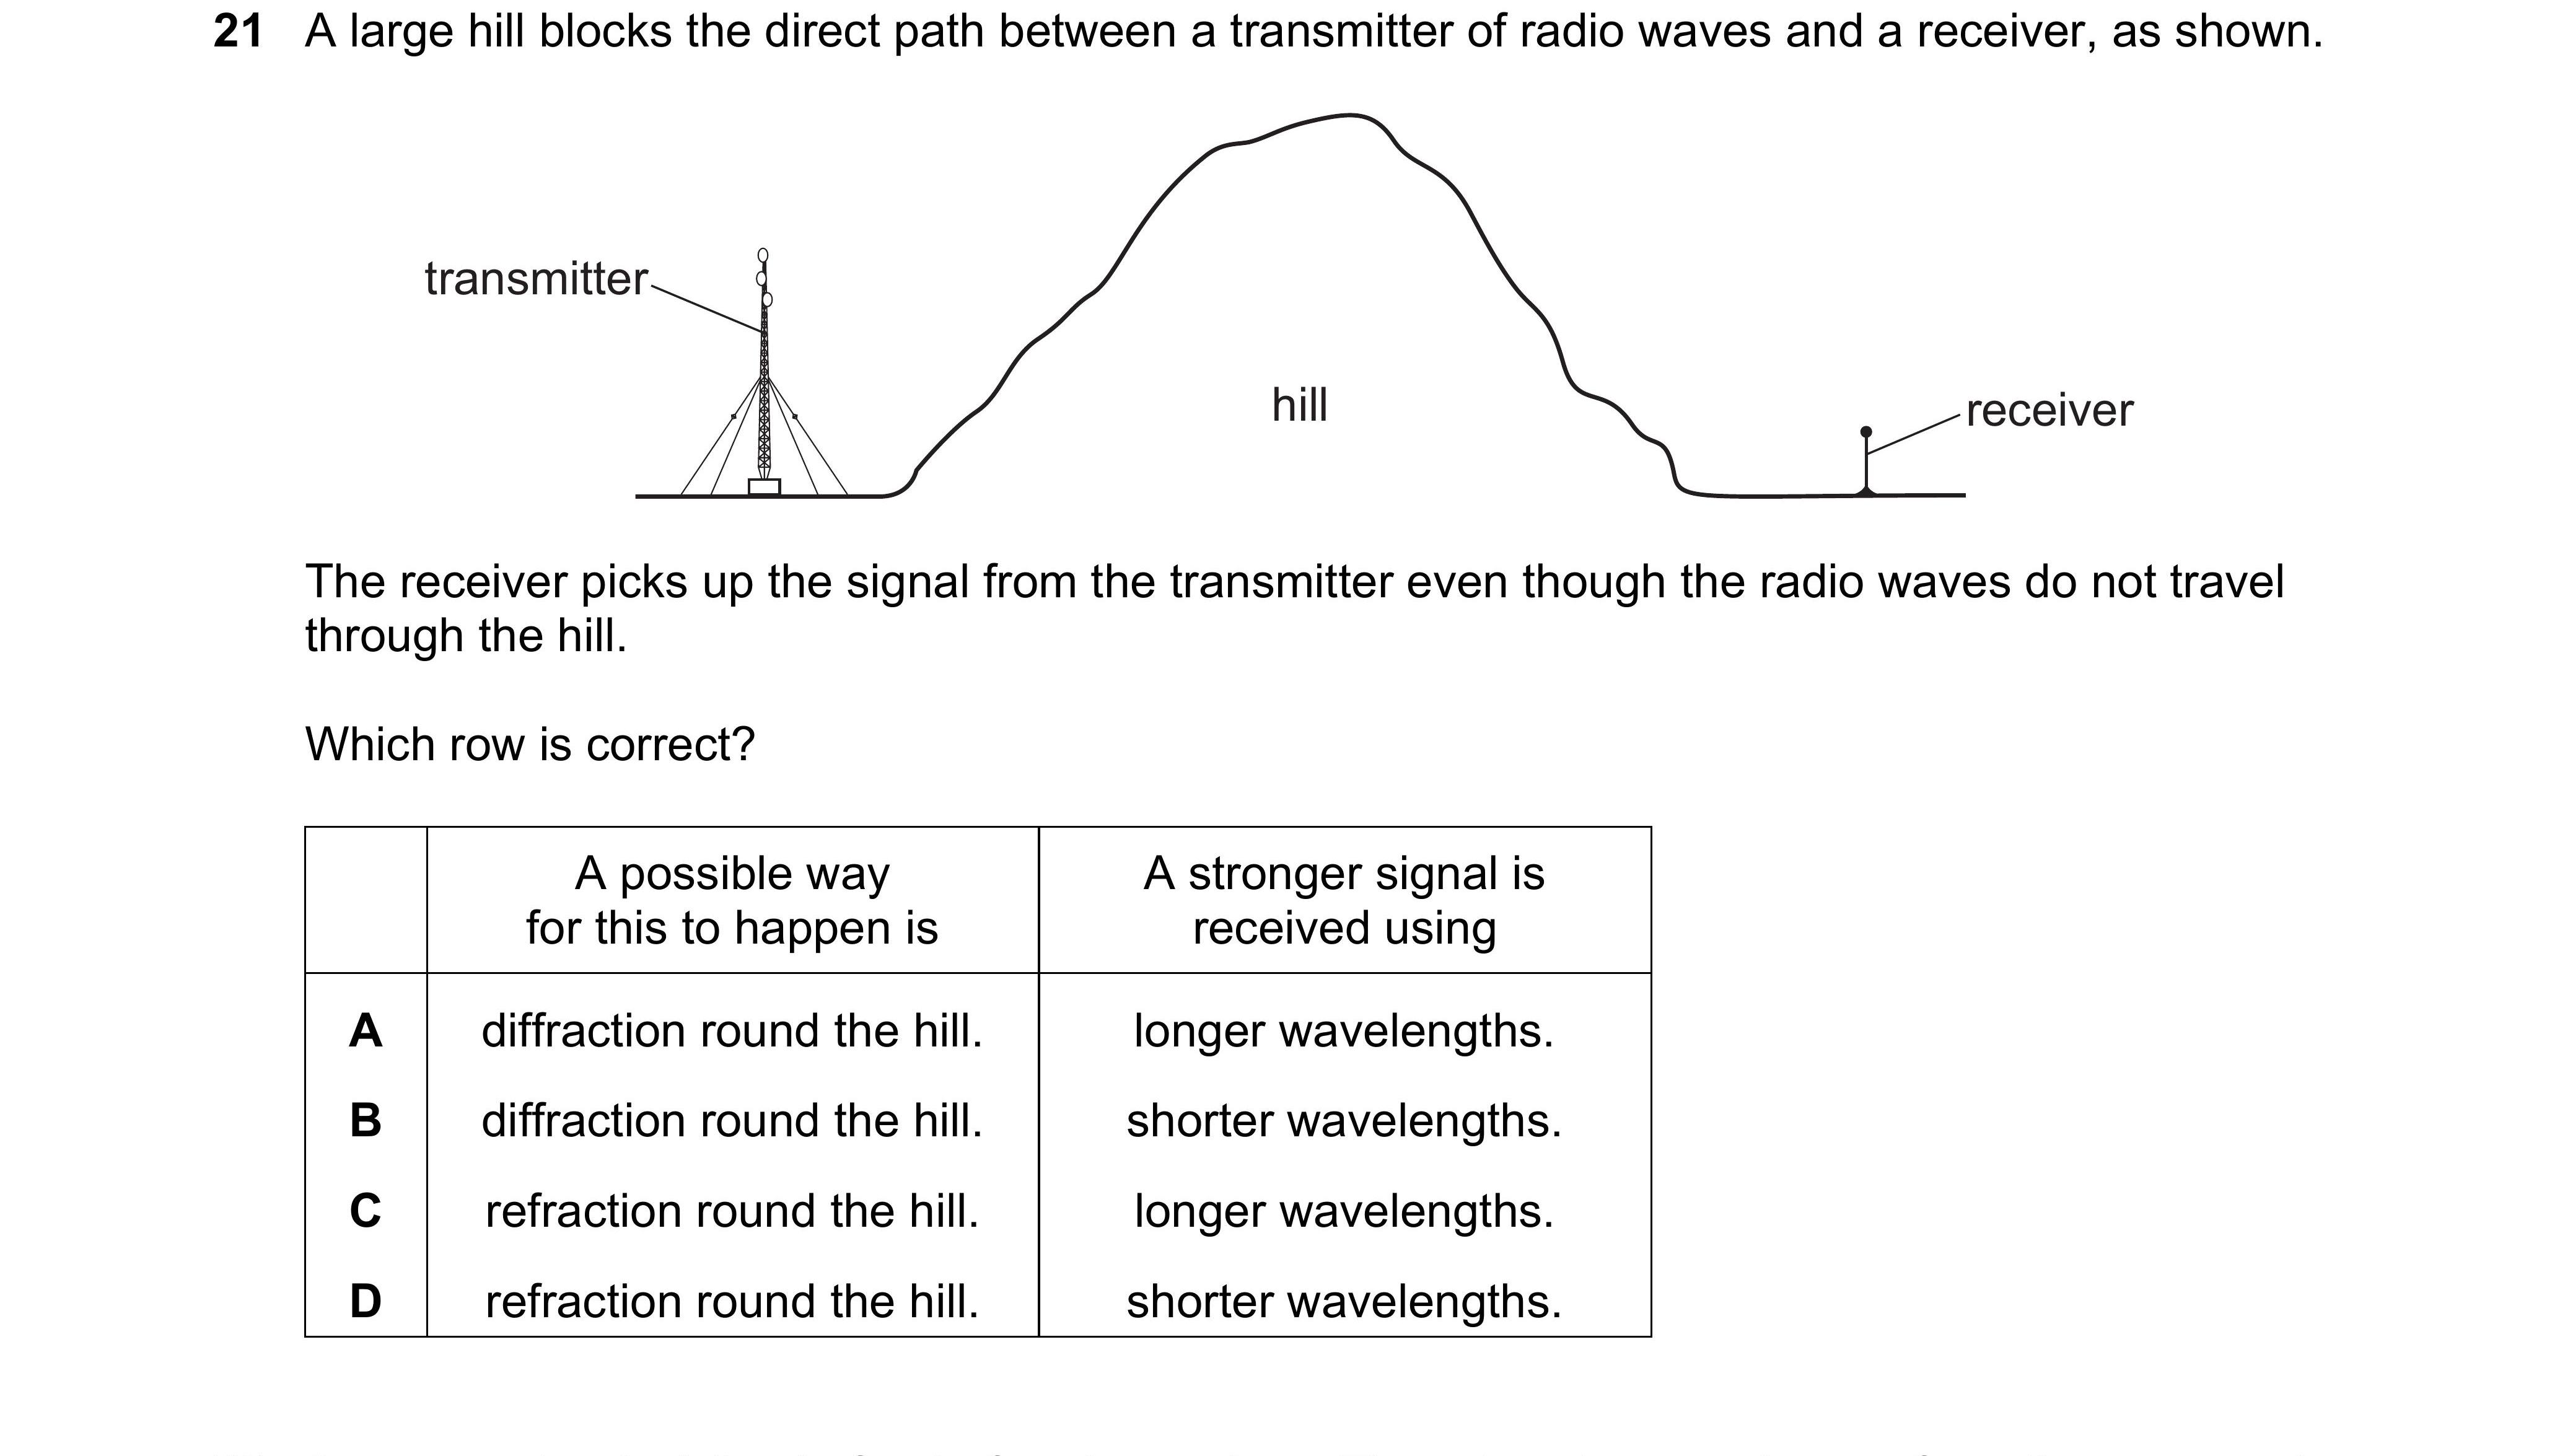 21 A large hill blocks the direct path between a transmitter of radio waves and a receiver, as shown.
transmitter
hill
receiver
The receiver picks up the signal from the transmitter even though the radio waves do not travel
through the hill.
Which row is correct?
A possible way
for this to happen is
A stronger signal is
received using
A diffraction round the hill. longer wavelengths.
B diffraction round the hill. shorter wavelengths.
C refraction round the hill. longer wavelengths.
D refraction round the hill. shorter wavelengths.